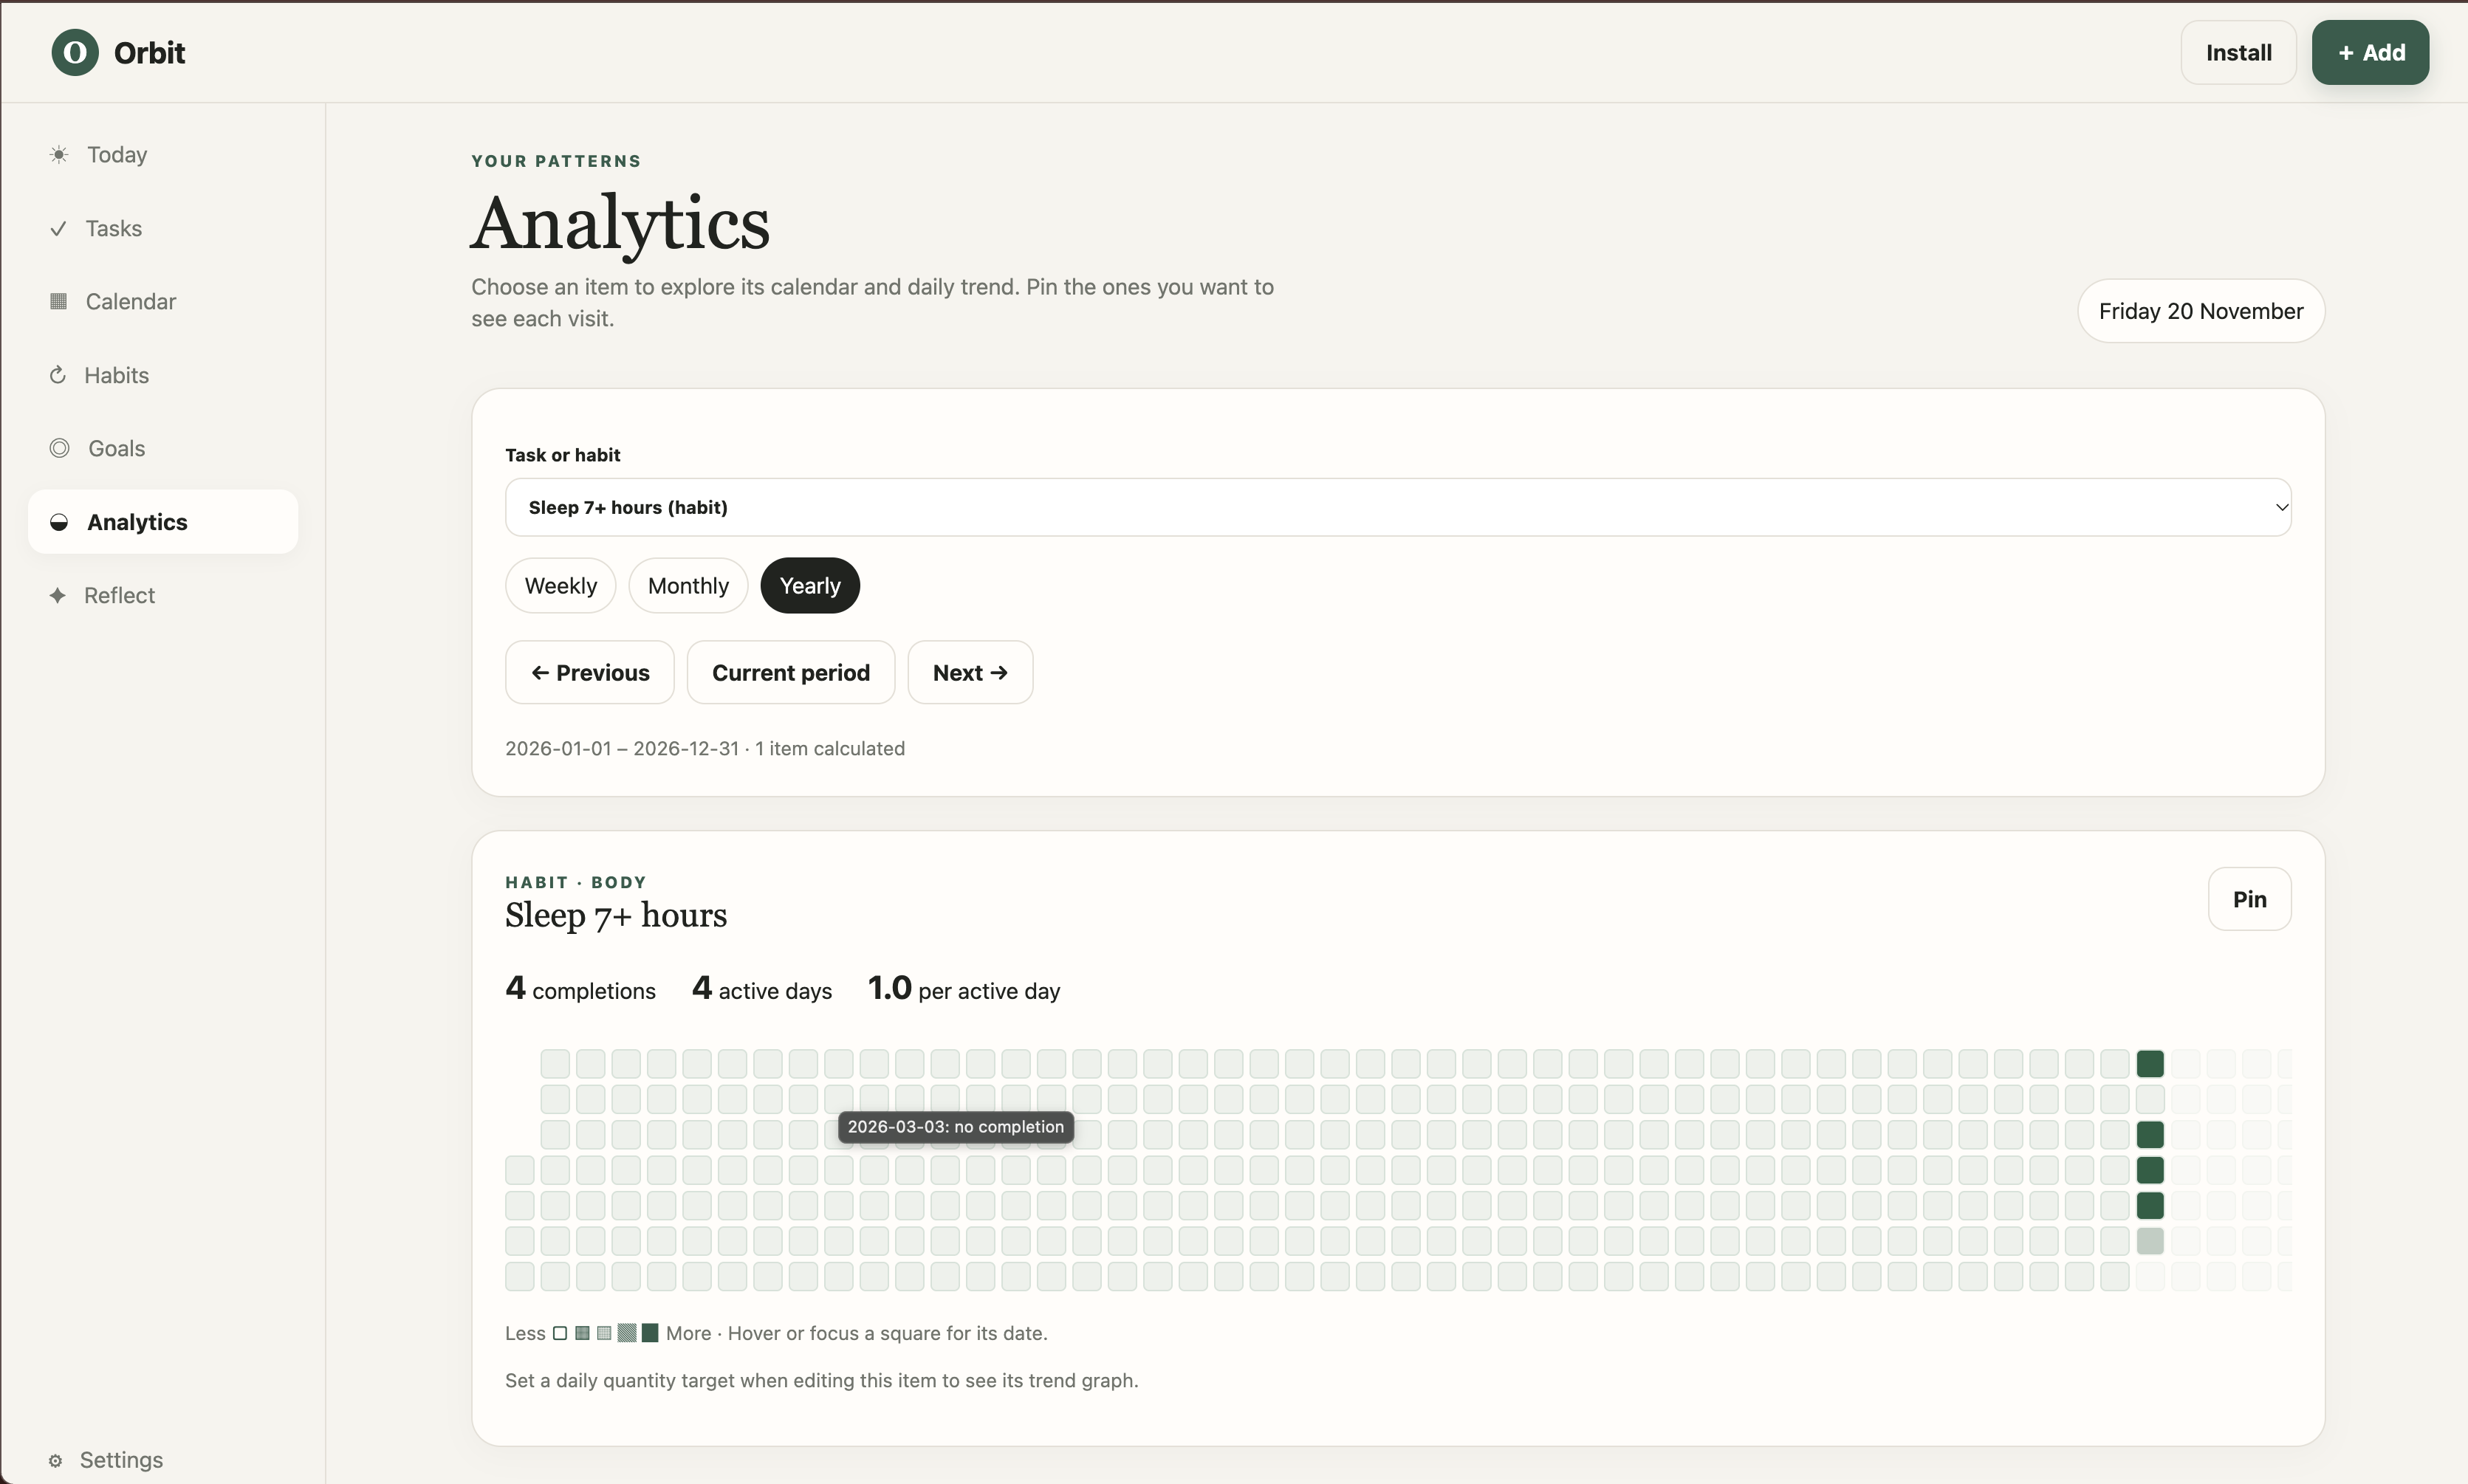 O Orbit
Install
+ Add
Today
Tasks
Calendar
Habits
Goals
Analytics
Reflect
Settings
YOUR PATTERNS
Analytics
Choose an item to explore its calendar and daily trend. Pin the ones you want to
see each visit.
Friday 20 November
Task or habit
Sleep 7+ hours (habit)
Weekly
Monthly
Yearly
← Previous
Current period
Next →
2026-01-01 – 2026-12-31 · 1 item calculated
HABIT · BODY
Sleep 7+ hours
Pin
4 completions 4 active days 1.0 per active day
2026-03-03: no completion
Less More · Hover or focus a square for its date.
Set a daily quantity target when editing this item to see its trend graph.